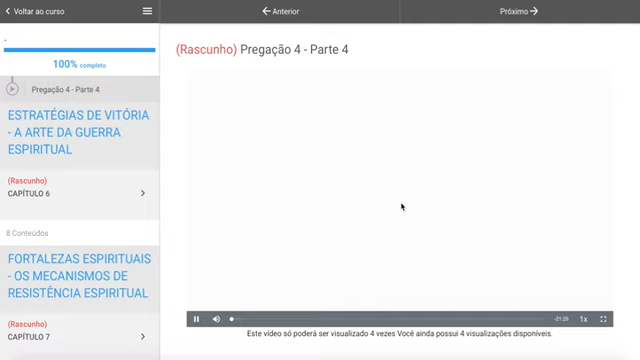 Voltar ao curso
Anterior
Próximo
.
100% completo
Pregação 4 - Parte 4
ESTRATÉGIAS DE VITÓRIA
- A ARTE DA GUERRA
ESPIRITUAL
(Rascunho)
CAPÍTULO 6
8 Conteúdos
FORTALEZAS ESPIRITUAIS
- OS MECANISMOS DE
RESISTÊNCIA ESPIRITUAL
(Rascunho)
CAPÍTULO 7
(Rascunho) Pregação 4 - Parte 4
-21:29
1x
Este vídeo só poderá ser visualizado 4 vezes Você ainda possui 4 visualizações disponíveis.